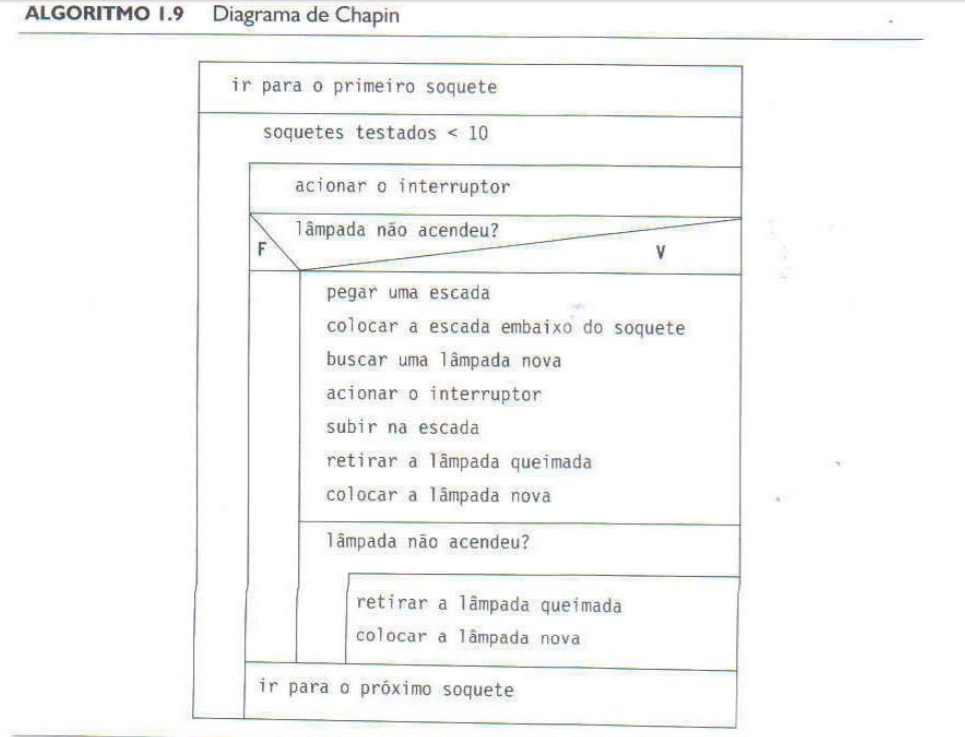 ALGORITMO 1.9 Diagrama de Chapin
ir para o primeiro soquete
soquetes testados < 10
acionar o interruptor
lâmpada não acendeu?
F V
pegar uma escada
colocar a escada embaixo do soquete
buscar uma lâmpada nova
acionar o interruptor
subir na escada
retirar a lâmpada queimada
colocar a lâmpada nova
lâmpada não acendeu?
retirar a lâmpada queimada
colocar a lâmpada nova
ir para o próximo soquete